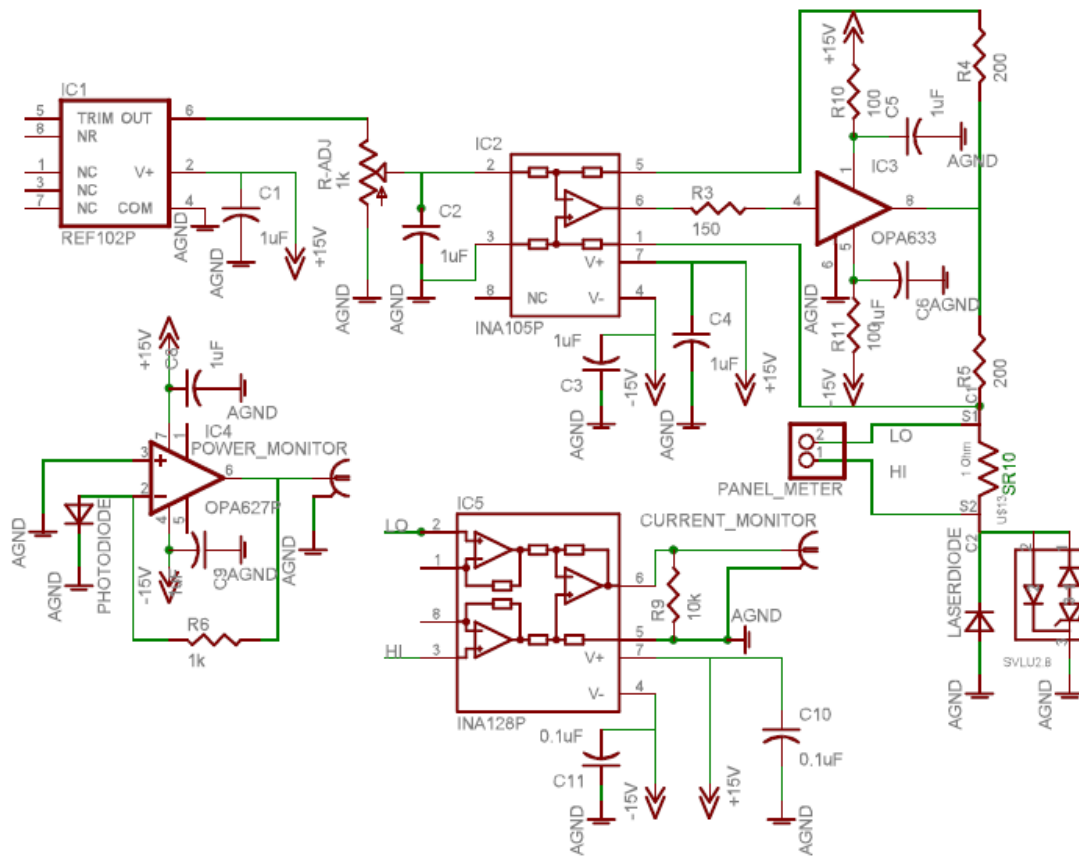 IC1
5
TRIM OUT
6
8
NR
1
NC
V+
2
3
NC
7
NC
COM
4
REF102P
AGND
C1
1uF
AGND
+15V
R-ADJ
1k
AGND
C2
1uF
AGND
IC2
2
5
6
3
1
V+
7
8
NC
V-
4
INA105P
R3
150
1uF
C3
AGND
-15V
C4
1uF
AGND
+15V
+15V
R10
100
C5
1uF
AGND
IC3
1
4
8
OPA633
5
6
AGND
C6
1uF
AGND
R11
100
-15V
R4
200
R5
200
C1
S1
1 Ohm
SR10
S2
U$13
C2
2
LO
1
HI
PANEL_METER
+15V
C8
1uF
AGND
IC4
POWER_MONITOR
7
1
3
6
2
OPA627P
4
5
AGND
PHOTODIODE
AGND
-15V
1uF
C9
AGND
AGND
R6
1k
IC5
LO
2
1
8
HI
3
6
5
V+
7
V-
4
INA128P
CURRENT_MONITOR
R9
10k
AGND
0.1uF
C11
AGND
-15V
+15V
C10
0.1uF
AGND
LASERDIODE
AGND
2
1
3
SVLU2.8
AGND